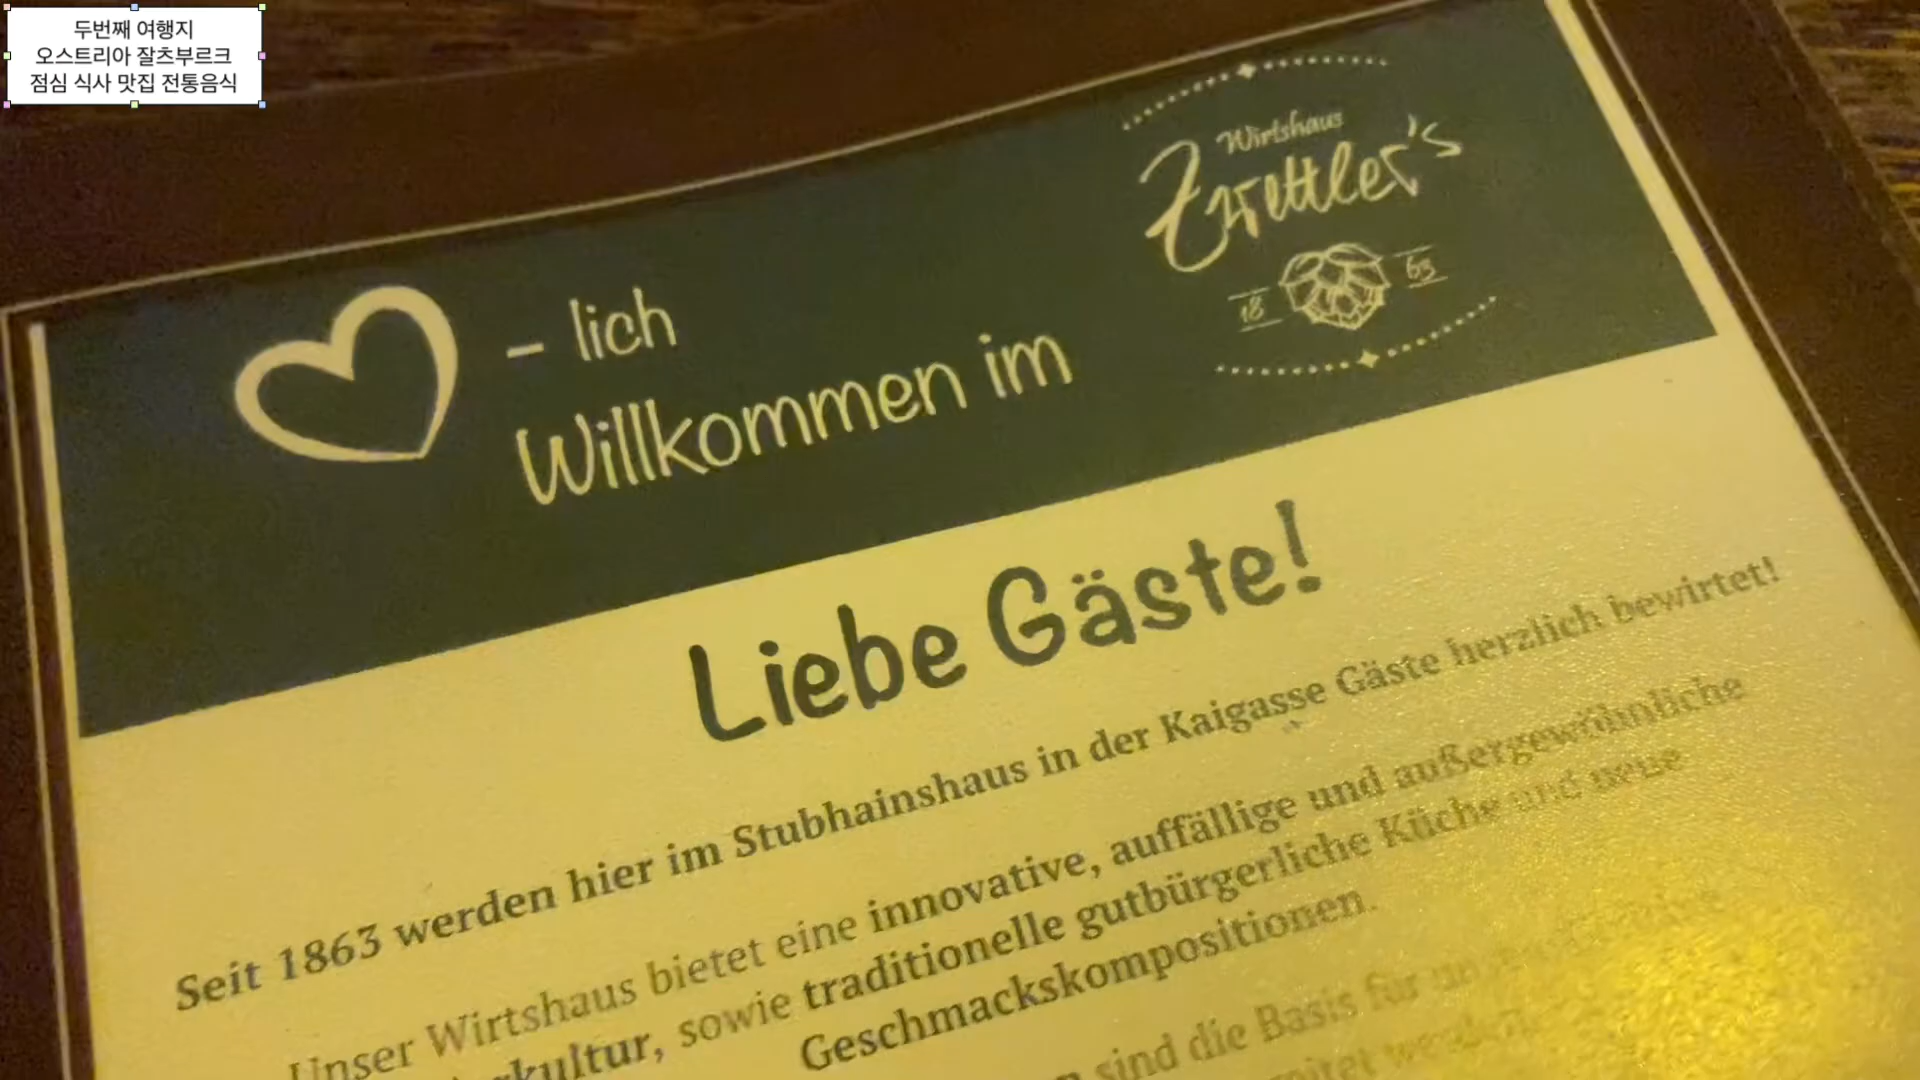 두번째 여행지
오스트리아 잘츠부르크
점심 식사 맛집 전통음식
Wirtshaus
Zwettler's
18 63
– lich
Willkommen im
Liebe Gäste!
Seit 1863 werden hier im Stubhainshaus in der Kaigasse Gäste herzlich bewirtet!
Unser Wirtshaus bietet eine innovative, auffällige und außergewöhnliche
kultur, sowie traditionelle gutbürgerliche Küche und neue
Geschmackskompositionen.
sind die Basis für